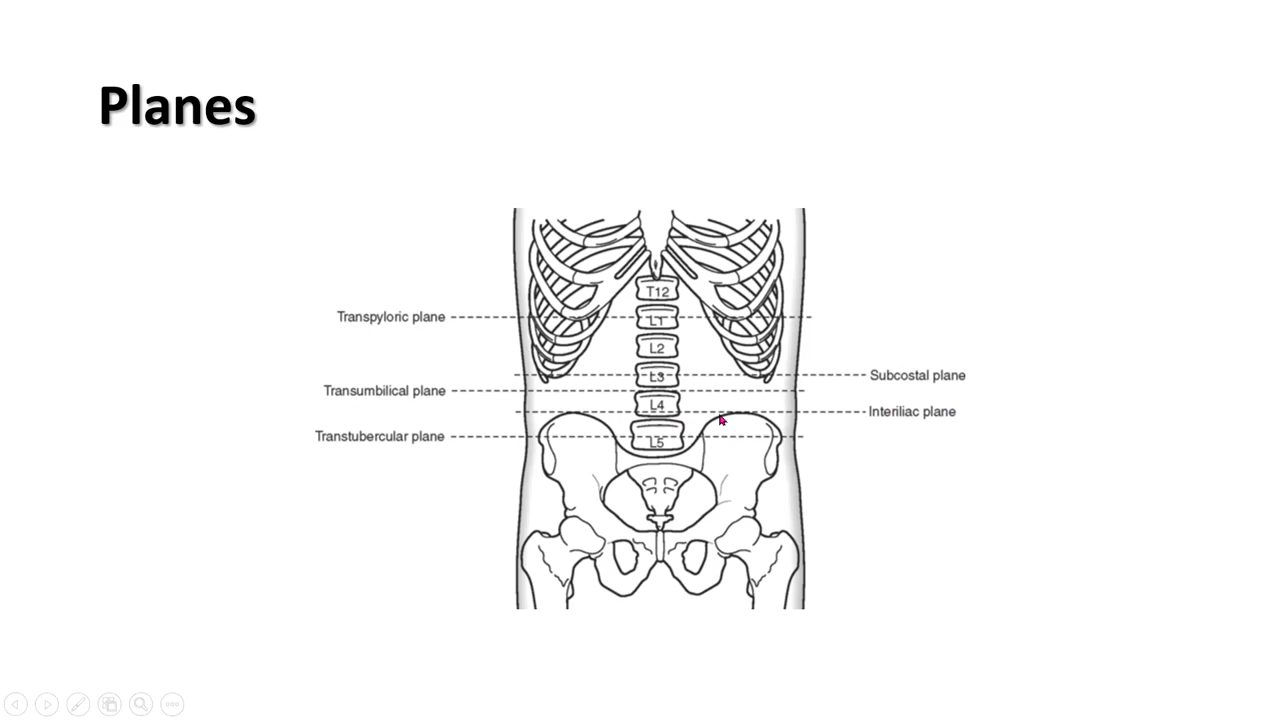 Planes
T12
Transpyloric plane
L1
L2
L3
Subcostal plane
Transumbilical plane
L4
Interiliac plane
Transtubercular plane
L5